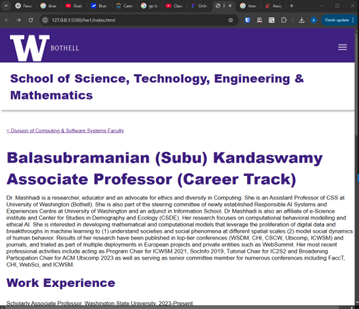 127.0.0.1:5500/hw1/index.html
Finish update
W BOTHELL
School of Science, Technology, Engineering &
Mathematics
< Division of Computing & Software Systems Faculty
Balasubramanian (Subu) Kandaswamy
Associate Professor (Career Track)
Dr. Mashhadi is a researcher, educator and an advocate for ethics and diversity in Computing. She is an Assistant Professor of CSS at
University of Washington (Bothell). She is also part of the steering committee of newly established Responsible AI Systems and
Experiences Centre at University of Washington and an adjunct in Information School. Dr Mashhadi is also an affiliate of e-Science
institute and Center for Studies in Demography and Ecology (CSDE). Her research focuses on computational behavioural modelling and
ethical AI. She is interested in developing mathematical and computational models that leverage the proliferation of digital data and
breakthroughs in machine learning to (1) understand societies and social phenomena at different spatial scales (2) model social dynamics
of human behavior. Results of her research have been published in top-tier conferences (WSDM, CHI, CSCW, Ubicomp, ICWSM) and
journals, and trialed as part of multiple deployments in European projects and private entities such as WebSummit. Her most recent
professional activities include acting as Program Chair for ICWSM 2021, SocInfo 2019, Tutorial Chair for IC2S2 and Broadening
Participation Chair for ACM Ubicomp 2023 as well as serving as senior committee member for numerous conferences including FaccT,
CHI, WebSci, and ICWSM.
Work Experience
Scholarly Associate Professor, Washington State University, 2023-Present